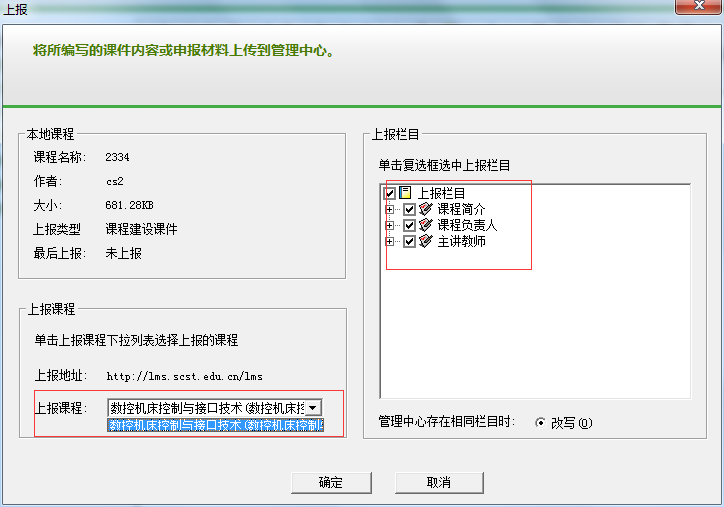 上报
将所编写的课件内容或申报材料上传到管理中心。
本地课程
课程名称: 2334
作者: cs2
大小: 681.28KB
上报类型 课程建设课件
最后上报: 未上报
上报课程
单击上报课程下拉列表选择上报的课程
上报地址: http://lms.scst.edu.cn/lms
上报课程: 数控机床控制与接口技术(数控机床控
数控机床控制与接口技术(数控机床控制
上报栏目
单击复选框选中上报栏目
上报栏目
课程简介
课程负责人
主讲教师
管理中心存在相同栏目时: 改写(O)
确定
取消